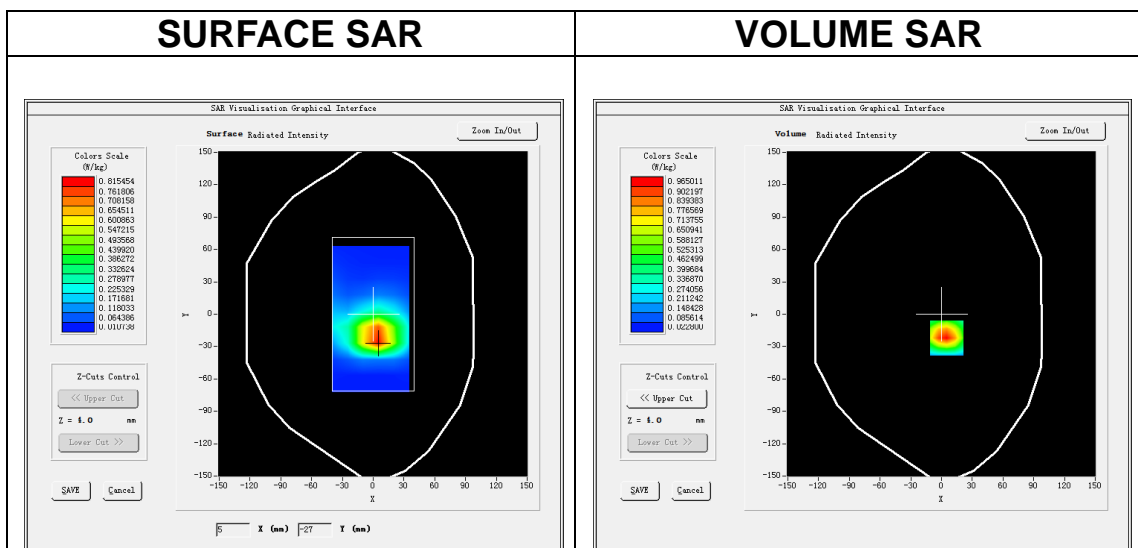 SURFACE SAR
VOLUME SAR
SAR Visualisation Graphical Interface
Surface Radiated Intensity
Zoom In/Out
Colors Scale
(W/kg)
0.815454
0.761806
0.708158
0.654511
0.600863
0.547215
0.493568
0.439920
0.386272
0.332624
0.278977
0.225329
0.171681
0.118033
0.064386
0.010738
Z-Cuts Control
<< Upper Cut
Z = 4.0 mm
Lower Cut >>
SAVE
Cancel
150
120
90
60
30
0
-30
-60
-90
-120
-150
Y
-150 -120 -90 -60 -30 0 30 60 90 120 150
X
5 X (mm) -27 Y (mm)
SAR Visualisation Graphical Interface
Volume Radiated Intensity
Zoom In/Out
Colors Scale
(W/kg)
0.965011
0.902197
0.839383
0.776569
0.713755
0.650941
0.588127
0.525313
0.462499
0.399684
0.336870
0.274056
0.211242
0.148428
0.085614
0.022800
Z-Cuts Control
<< Upper Cut
Z = 4.0 mm
Lower Cut >>
SAVE
Cancel
150
120
90
60
30
0
-30
-60
-90
-120
-150
Y
-150 -120 -90 -60 -30 0 30 60 90 120 150
X